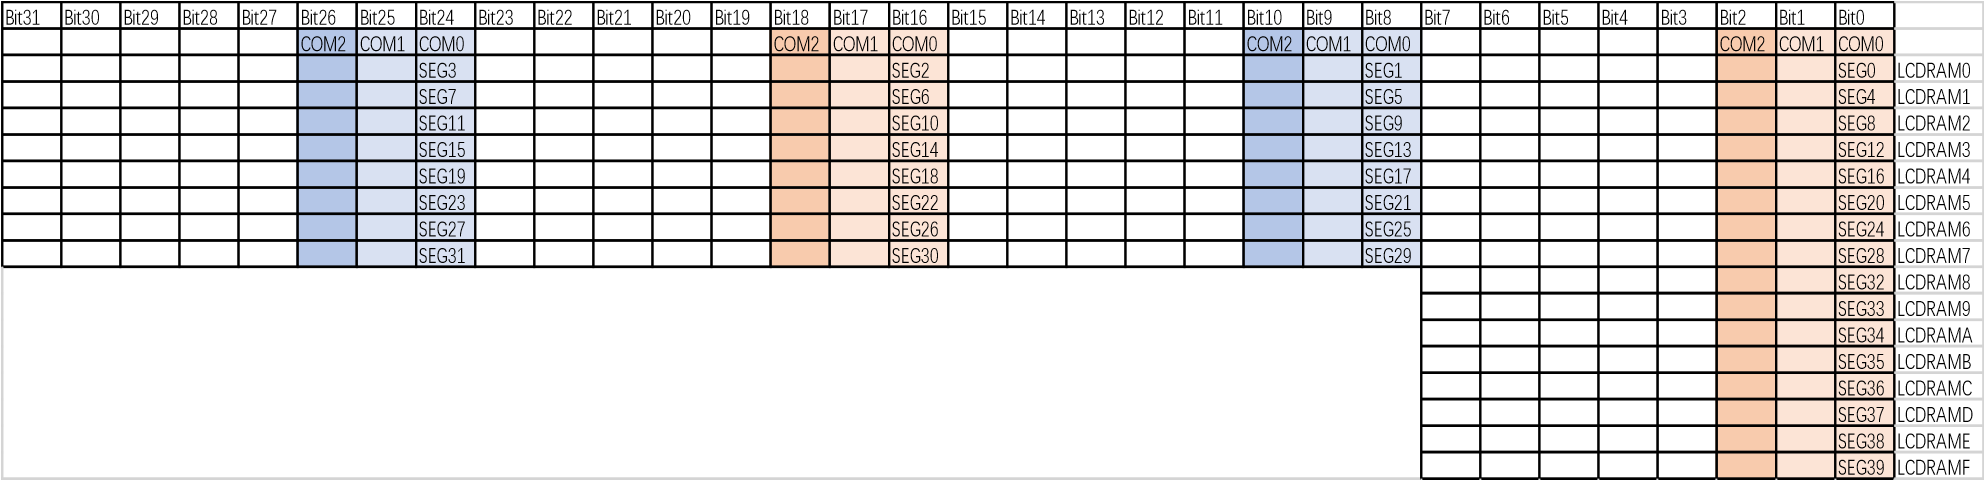 Bit31 Bit30 Bit29 Bit28 Bit27 Bit26 Bit25 Bit24 Bit23 Bit22 Bit21 Bit20 Bit19 Bit18 Bit17 Bit16 Bit15 Bit14 Bit13 Bit12 Bit11 Bit10 Bit9 Bit8 Bit7 Bit6 Bit5 Bit4 Bit3 Bit2 Bit1 Bit0
COM2 COM1 COM0 COM2 COM1 COM0 COM2 COM1 COM0 COM2 COM1 COM0
SEG3 SEG2 SEG1 SEG0 LCDRAM0
SEG7 SEG6 SEG5 SEG4 LCDRAM1
SEG11 SEG10 SEG9 SEG8 LCDRAM2
SEG15 SEG14 SEG13 SEG12 LCDRAM3
SEG19 SEG18 SEG17 SEG16 LCDRAM4
SEG23 SEG22 SEG21 SEG20 LCDRAM5
SEG27 SEG26 SEG25 SEG24 LCDRAM6
SEG31 SEG30 SEG29 SEG28 LCDRAM7
SEG32 LCDRAM8
SEG33 LCDRAM9
SEG34 LCDRAMA
SEG35 LCDRAMB
SEG36 LCDRAMC
SEG37 LCDRAMD
SEG38 LCDRAME
SEG39 LCDRAMF